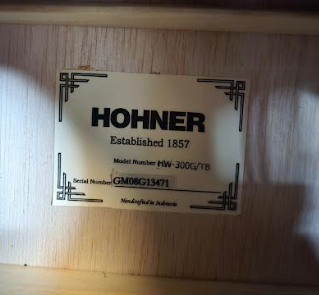 HOHNER
Established 1857
Model Number HW-300G/TB
Serial Number GM08G13471
Handcrafted in Indonesia